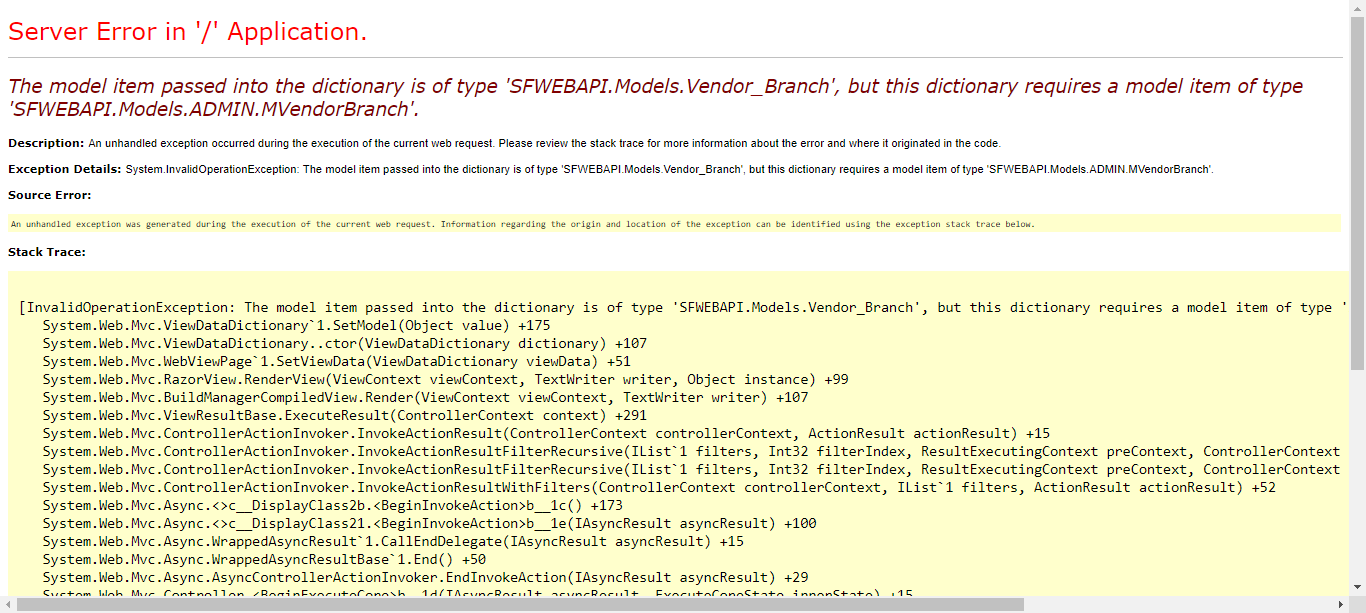 Server Error in '/' Application.
The model item passed into the dictionary is of type 'SFWEBAPI.Models.Vendor_Branch', but this dictionary requires a model item of type
'SFWEBAPI.Models.ADMIN.MVendorBranch'.
Description: An unhandled exception occurred during the execution of the current web request. Please review the stack trace for more information about the error and where it originated in the code.
Exception Details: System.InvalidOperationException: The model item passed into the dictionary is of type 'SFWEBAPI.Models.Vendor_Branch', but this dictionary requires a model item of type 'SFWEBAPI.Models.ADMIN.MVendorBranch'.
Source Error:
An unhandled exception was generated during the execution of the current web request. Information regarding the origin and location of the exception can be identified using the exception stack trace below.
Stack Trace:
[InvalidOperationException: The model item passed into the dictionary is of type 'SFWEBAPI.Models.Vendor_Branch', but this dictionary requires a model item of type '
System.Web.Mvc.ViewDataDictionary`1.SetModel(Object value) +175
System.Web.Mvc.ViewDataDictionary..ctor(ViewDataDictionary dictionary) +107
System.Web.Mvc.WebViewPage`1.SetViewData(ViewDataDictionary viewData) +51
System.Web.Mvc.RazorView.RenderView(ViewContext viewContext, TextWriter writer, Object instance) +99
System.Web.Mvc.BuildManagerCompiledView.Render(ViewContext viewContext, TextWriter writer) +107
System.Web.Mvc.ViewResultBase.ExecuteResult(ControllerContext context) +291
System.Web.Mvc.ControllerActionInvoker.InvokeActionResult(ControllerContext controllerContext, ActionResult actionResult) +15
System.Web.Mvc.ControllerActionInvoker.InvokeActionResultFilterRecursive(IList`1 filters, Int32 filterIndex, ResultExecutingContext preContext, ControllerContext
System.Web.Mvc.ControllerActionInvoker.InvokeActionResultFilterRecursive(IList`1 filters, Int32 filterIndex, ResultExecutingContext preContext, ControllerContext
System.Web.Mvc.ControllerActionInvoker.InvokeActionResultWithFilters(ControllerContext controllerContext, IList`1 filters, ActionResult actionResult) +52
System.Web.Mvc.Async.<>c__DisplayClass2b.<BeginInvokeAction>b__1c() +173
System.Web.Mvc.Async.<>c__DisplayClass21.<BeginInvokeAction>b__1e(IAsyncResult asyncResult) +100
System.Web.Mvc.Async.WrappedAsyncResult`1.CallEndDelegate(IAsyncResult asyncResult) +15
System.Web.Mvc.Async.WrappedAsyncResultBase`1.End() +50
System.Web.Mvc.Async.AsyncControllerActionInvoker.EndInvokeAction(IAsyncResult asyncResult) +29
System.Web.Mvc.Controller.<BeginExecuteCore>b__1d(IAsyncResult asyncResult, ExecuteCoreState innerState) +15